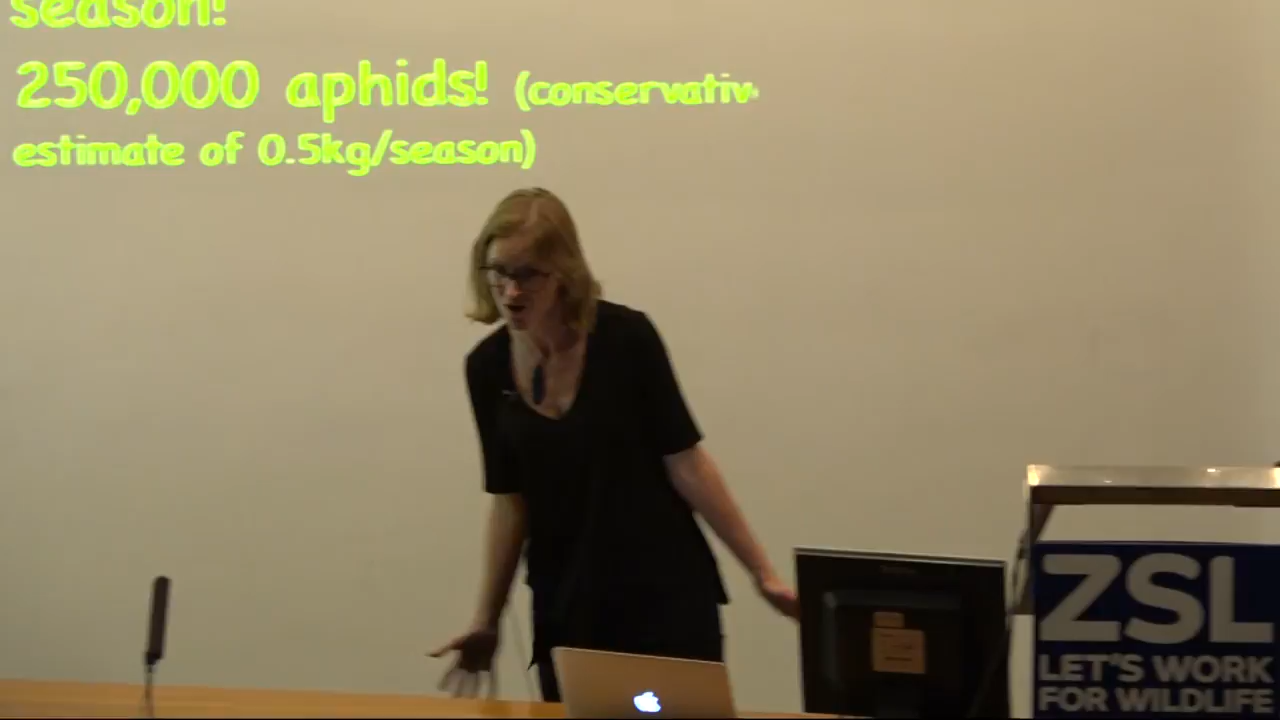 season!
250,000 aphids! (conservativ
estimate of 0.5kg/season)
ZSL
LET'S WORK
FOR WILDLIFE